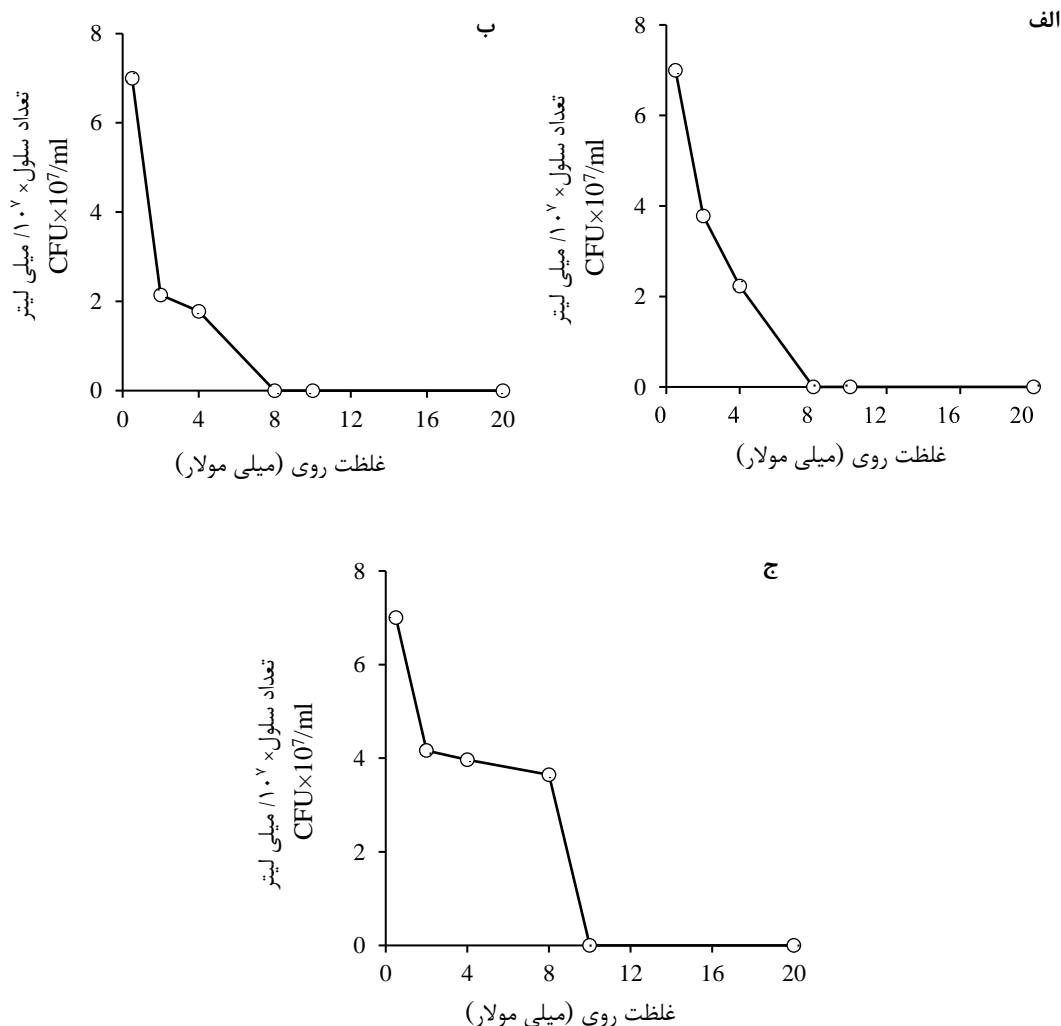 الف
8
6
4
2
0
0
4
8
12
16
20
تعداد سلول× ۱۰^۷/ میلی لیتر
CFU×10^7/ml
غلظت روی (میلی مولار)
ب
8
6
4
2
0
0
4
8
12
16
20
تعداد سلول× ۱۰^۷/ میلی لیتر
CFU×10^7/ml
غلظت روی (میلی مولار)
ج
8
6
4
2
0
0
4
8
12
16
20
تعداد سلول× ۱۰^۷/ میلی لیتر
CFU×10^7/ml
غلظت روی (میلی مولار)